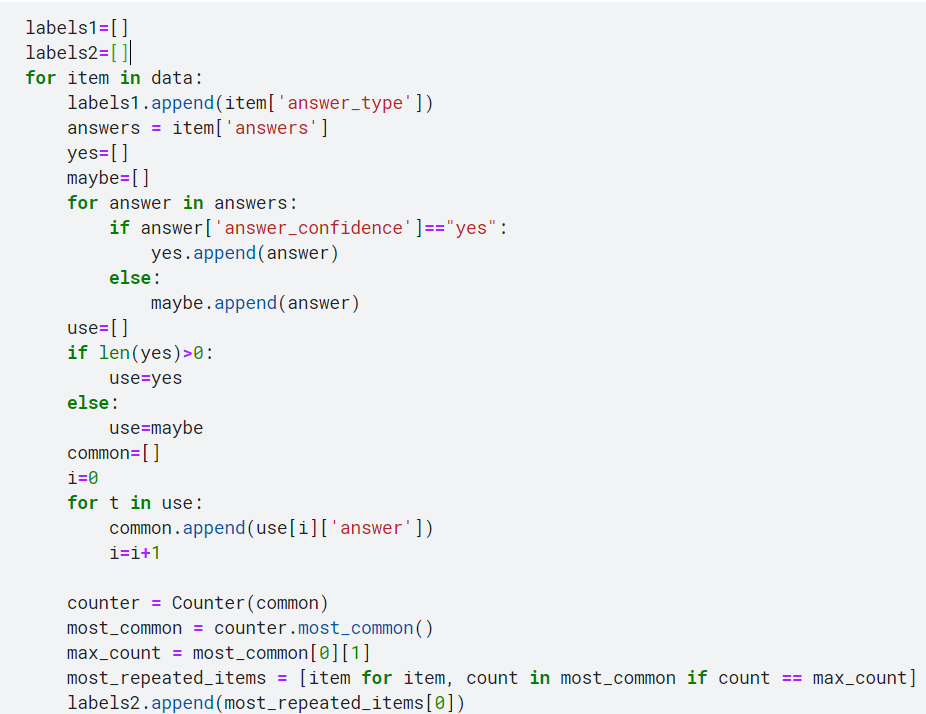 labels1=[]
labels2=[]
for item in data:
    labels1.append(item['answer_type'])
    answers = item['answers']
    yes=[]
    maybe=[]
    for answer in answers:
        if answer['answer_confidence']=="yes":
            yes.append(answer)
        else:
            maybe.append(answer)
    use=[]
    if len(yes)>0:
        use=yes
    else:
        use=maybe
    common=[]
    i=0
    for t in use:
        common.append(use[i]['answer'])
        i=i+1

    counter = Counter(common)
    most_common = counter.most_common()
    max_count = most_common[0][1]
    most_repeated_items = [item for item, count in most_common if count == max_count]
    labels2.append(most_repeated_items[0])